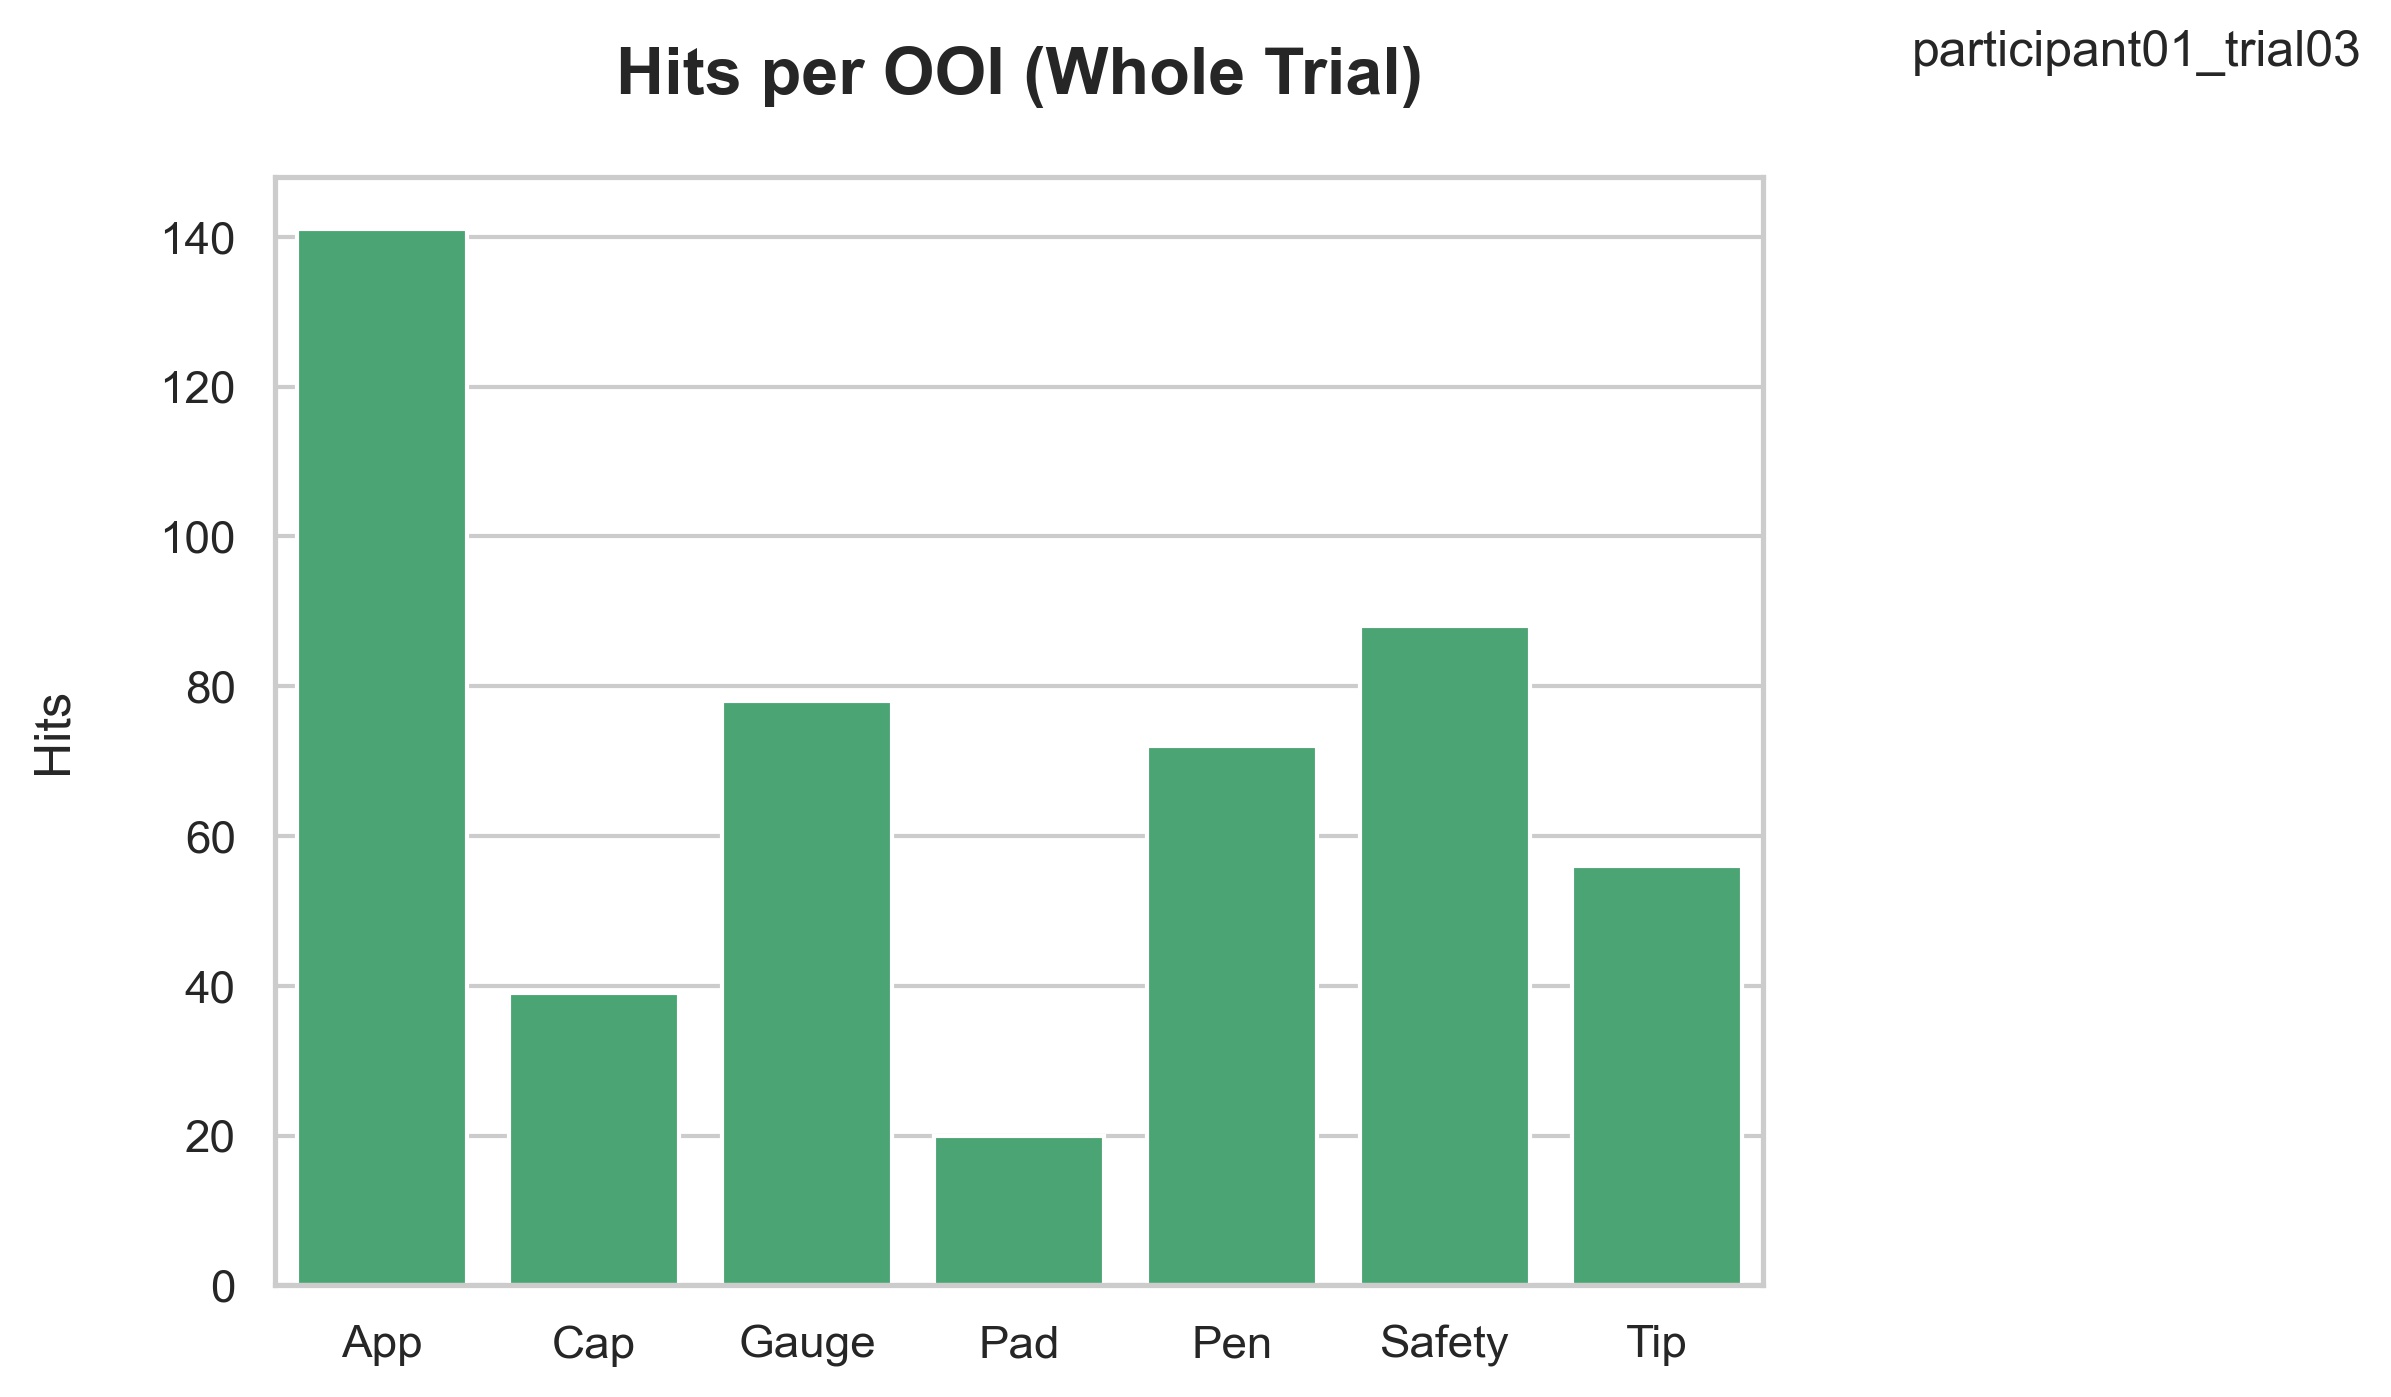 participant01_trial03
Hits per OOI (Whole Trial)
Hits
140
120
100
80
60
40
20
0
App Cap Gauge Pad Pen Safety Tip